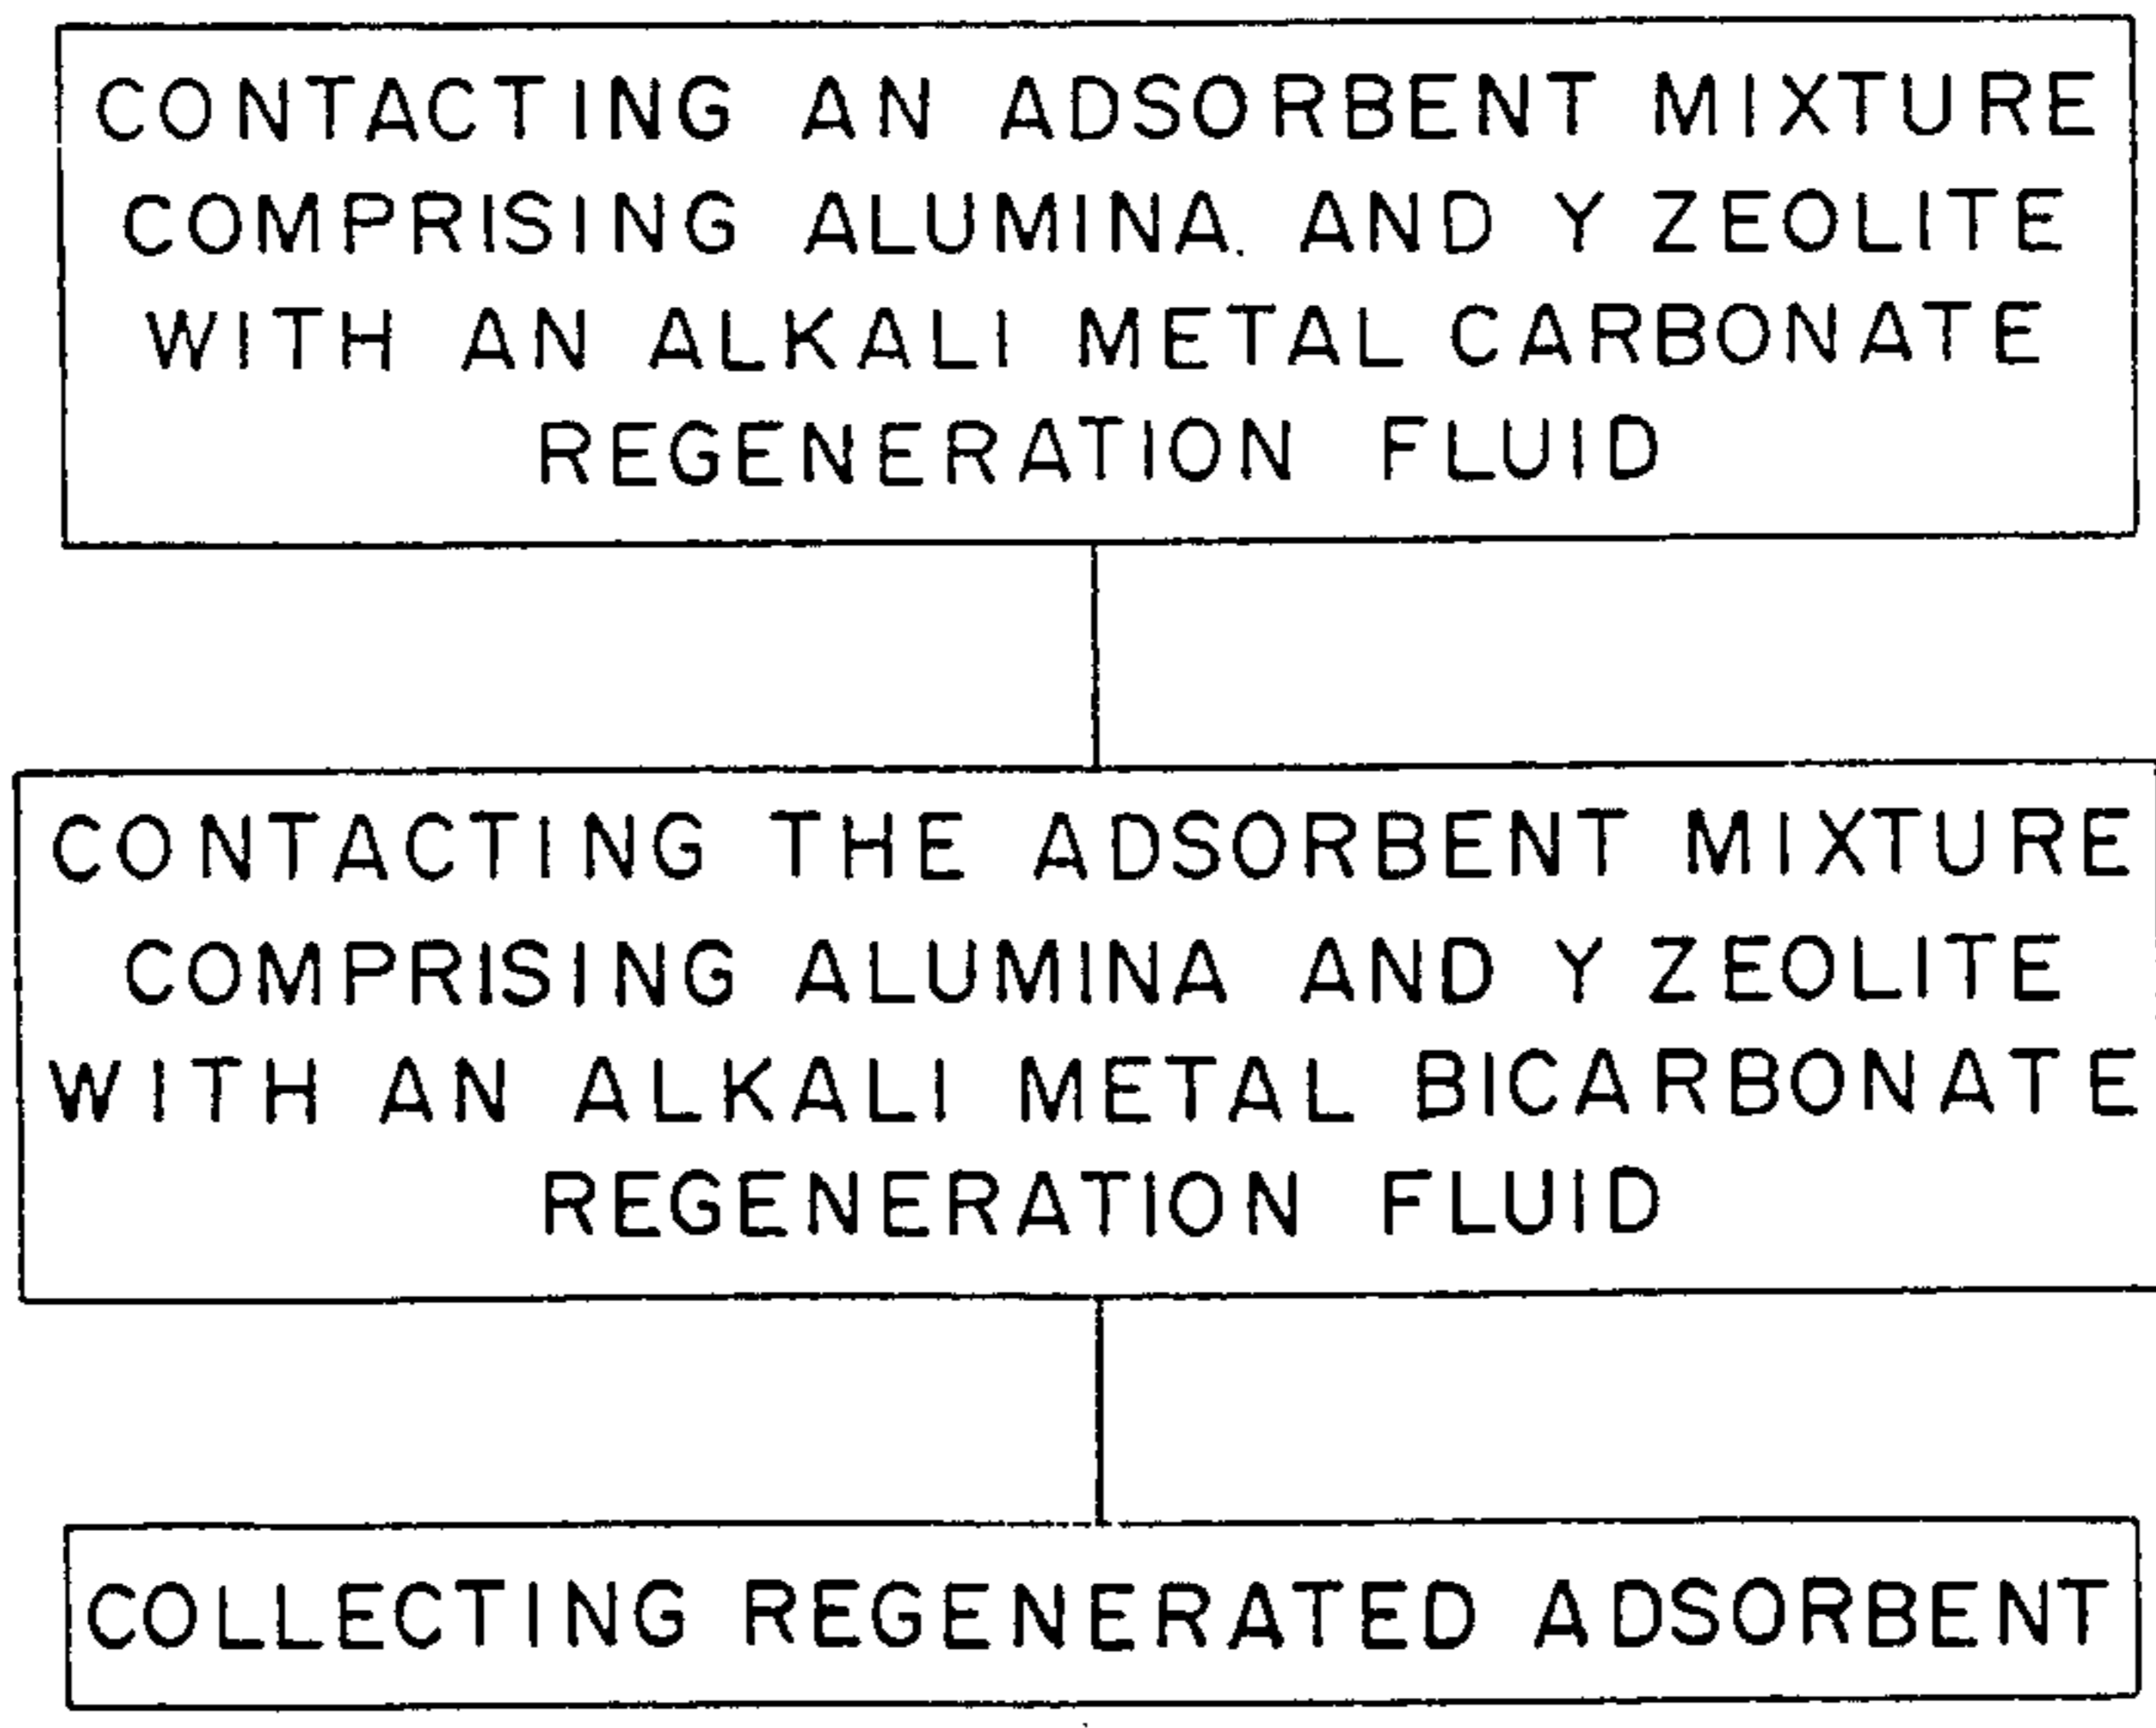 CONTACTING AN ADSORBENT MIXTURE
COMPRISING ALUMINA. AND Y ZEOLITE
WITH AN ALKALI METAL CARBONATE
REGENERATION FLUID
CONTACTING THE ADSORBENT MIXTURE
COMPRISING ALUMINA AND Y ZEOLITE
WITH AN ALKALI METAL BICARBONATE
REGENERATION FLUID
COLLECTING REGENERATED ADSORBENT